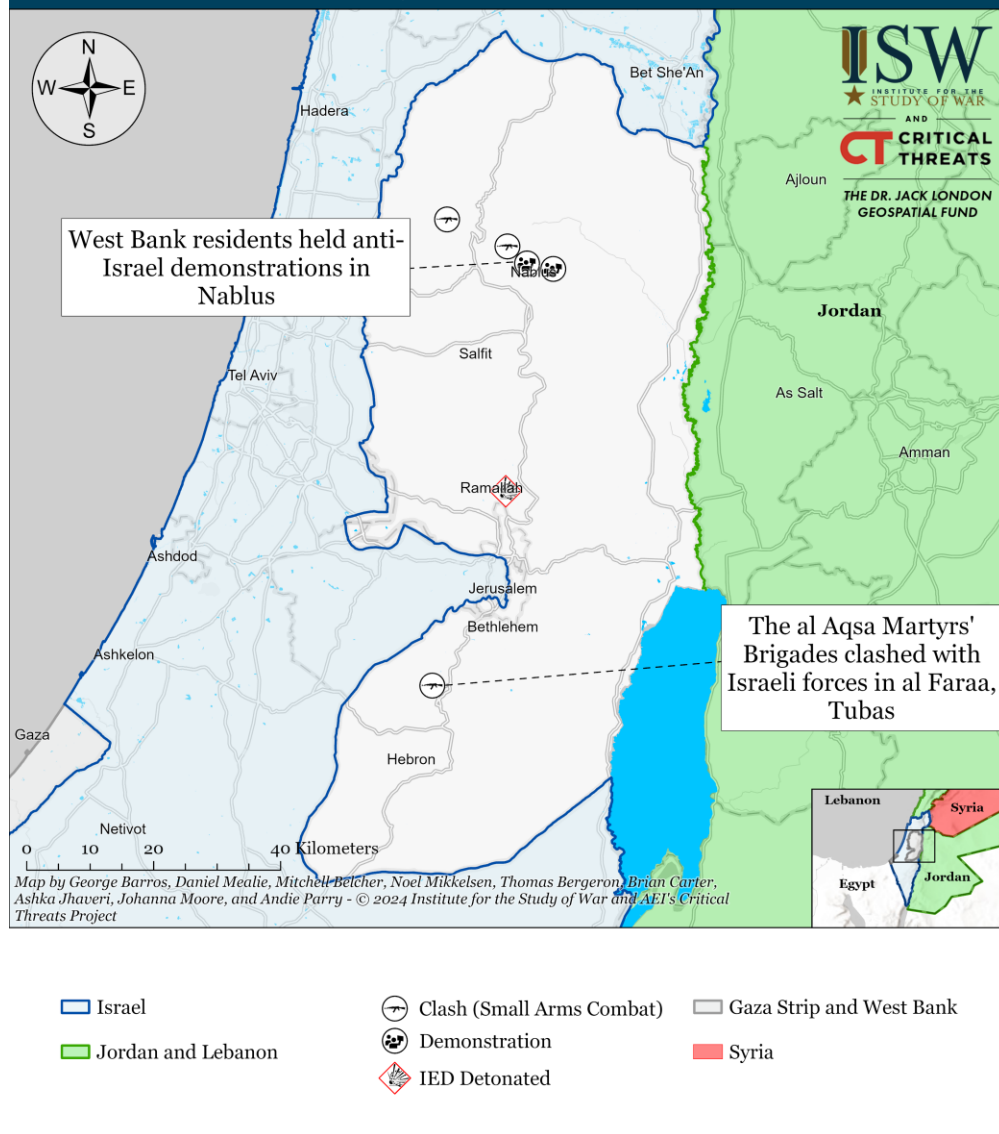 N
W
E
S
Hadera
Bet She'An
ISW
INSTITUTE FOR THE
STUDY OF WAR
AND
CT CRITICAL
THREATS
THE DR. JACK LONDON
GEOSPATIAL FUND
Ajloun
West Bank residents held anti-
Israel demonstrations in
Nablus
Nablus
Jordan
Salfit
Tel Aviv
As Salt
Amman
Ramallah
Ashdod
Jerusalem
Bethlehem
The al Aqsa Martyrs'
Brigades clashed with
Israeli forces in al Faraa,
Tubas
Ashkelon
Gaza
Hebron
Netivot
0 10 20 40 Kilometers
Map by George Barros, Daniel Mealie, Mitchell Belcher, Noel Mikkelsen, Thomas Bergeron, Brian Carter,
Ashka Jhaveri, Johanna Moore, and Andie Parry - © 2024 Institute for the Study of War and AEI's Critical
Threats Project
Lebanon
Syria
Egypt
Jordan
Israel
Jordan and Lebanon
Clash (Small Arms Combat)
Demonstration
IED Detonated
Gaza Strip and West Bank
Syria